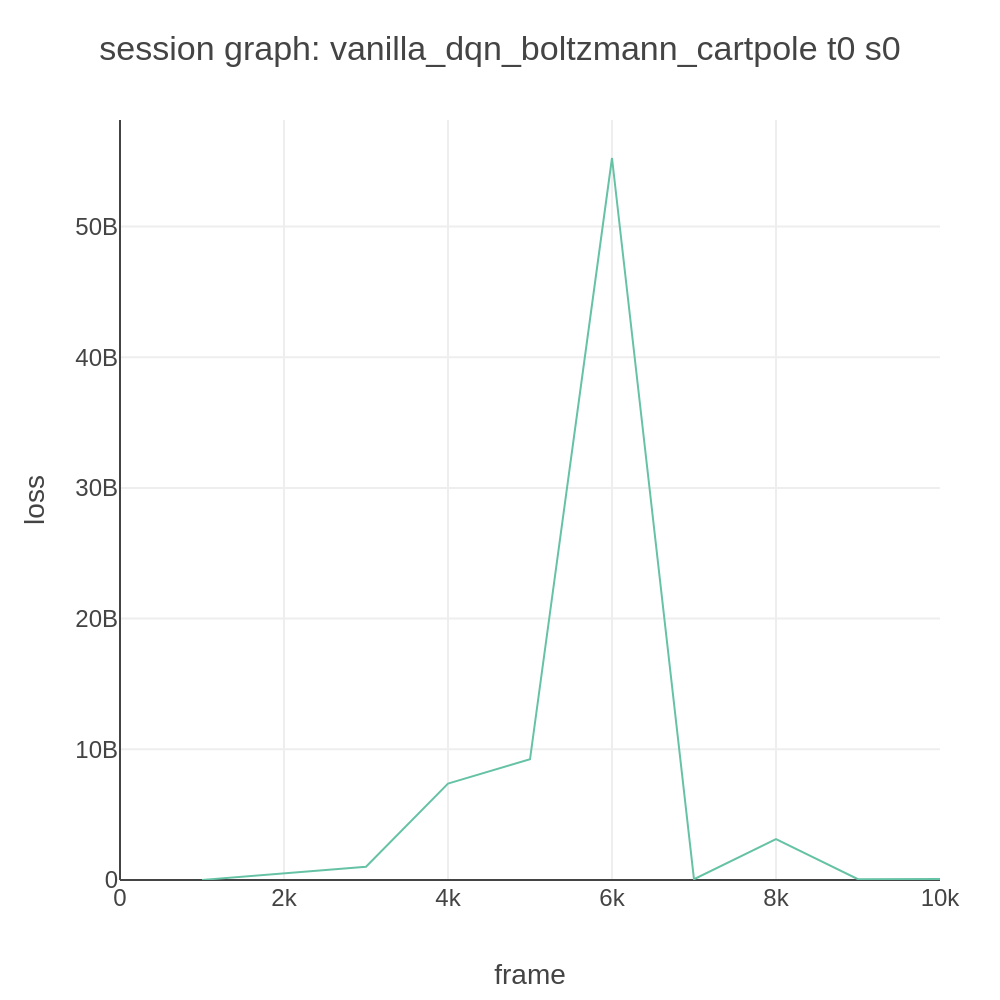 session graph: vanilla_dqn_boltzmann_cartpole t0 s0
50B
40B
30B
20B
10B
0
loss
0 2k 4k 6k 8k 10k
frame